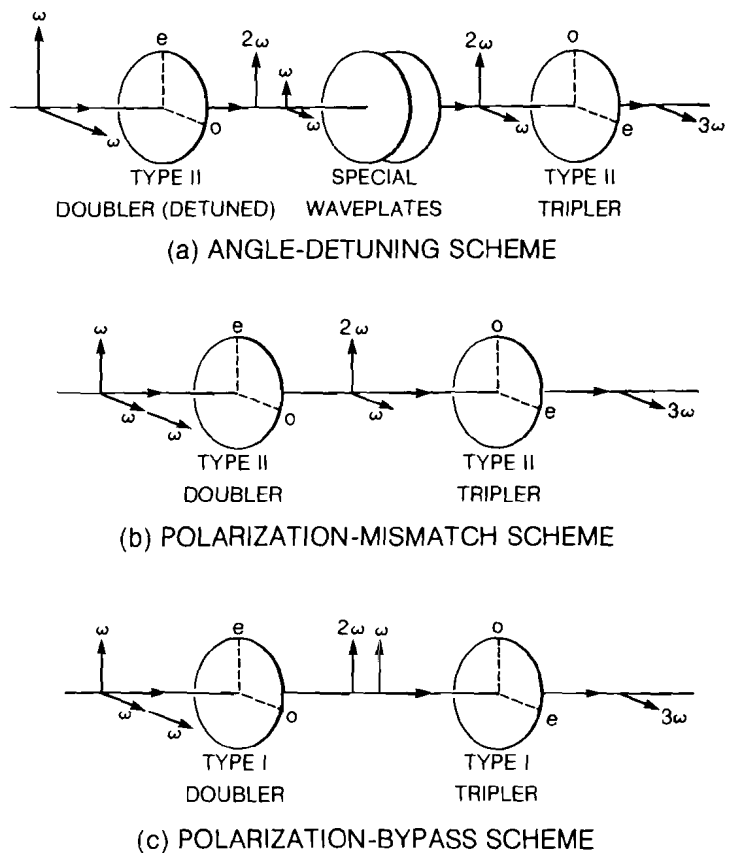 ω
e
2ω
ω
2ω
o
ω
o
ω
ω
e
3ω
TYPE II
DOUBLER (DETUNED)
SPECIAL
WAVEPLATES
TYPE II
TRIPLER
(a) ANGLE-DETUNING SCHEME
ω
e
2ω
o
ω
ω
o
ω
e
3ω
TYPE II
DOUBLER
TYPE II
TRIPLER
(b) POLARIZATION-MISMATCH SCHEME
ω
e
2ω
ω
o
ω
ω
o
e
3ω
TYPE I
DOUBLER
TYPE I
TRIPLER
(c) POLARIZATION-BYPASS SCHEME